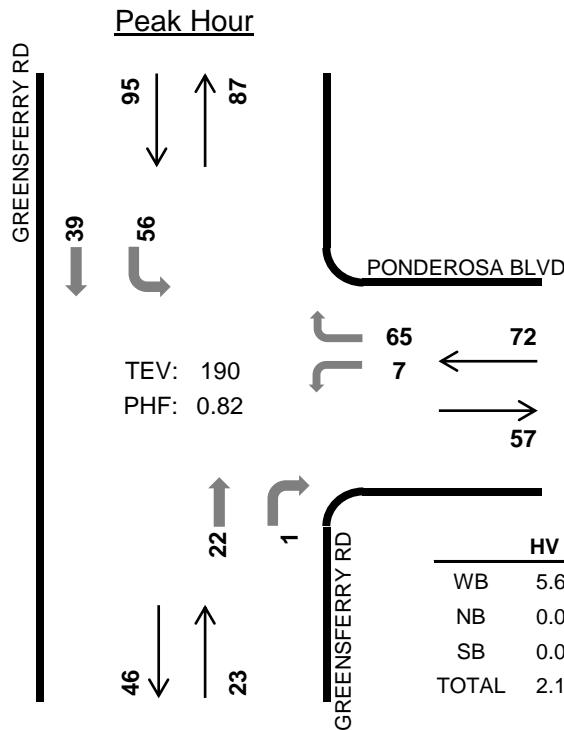 Peak Hour
GREENSFERRY RD
95
87
39
56
PONDEROSA BLVD
65
72
7
TEV: 190
PHF: 0.82
57
22
1
GREENSFERRY RD
46
23
HV
WB 5.6
NB 0.0
SB 0.0
TOTAL 2.1